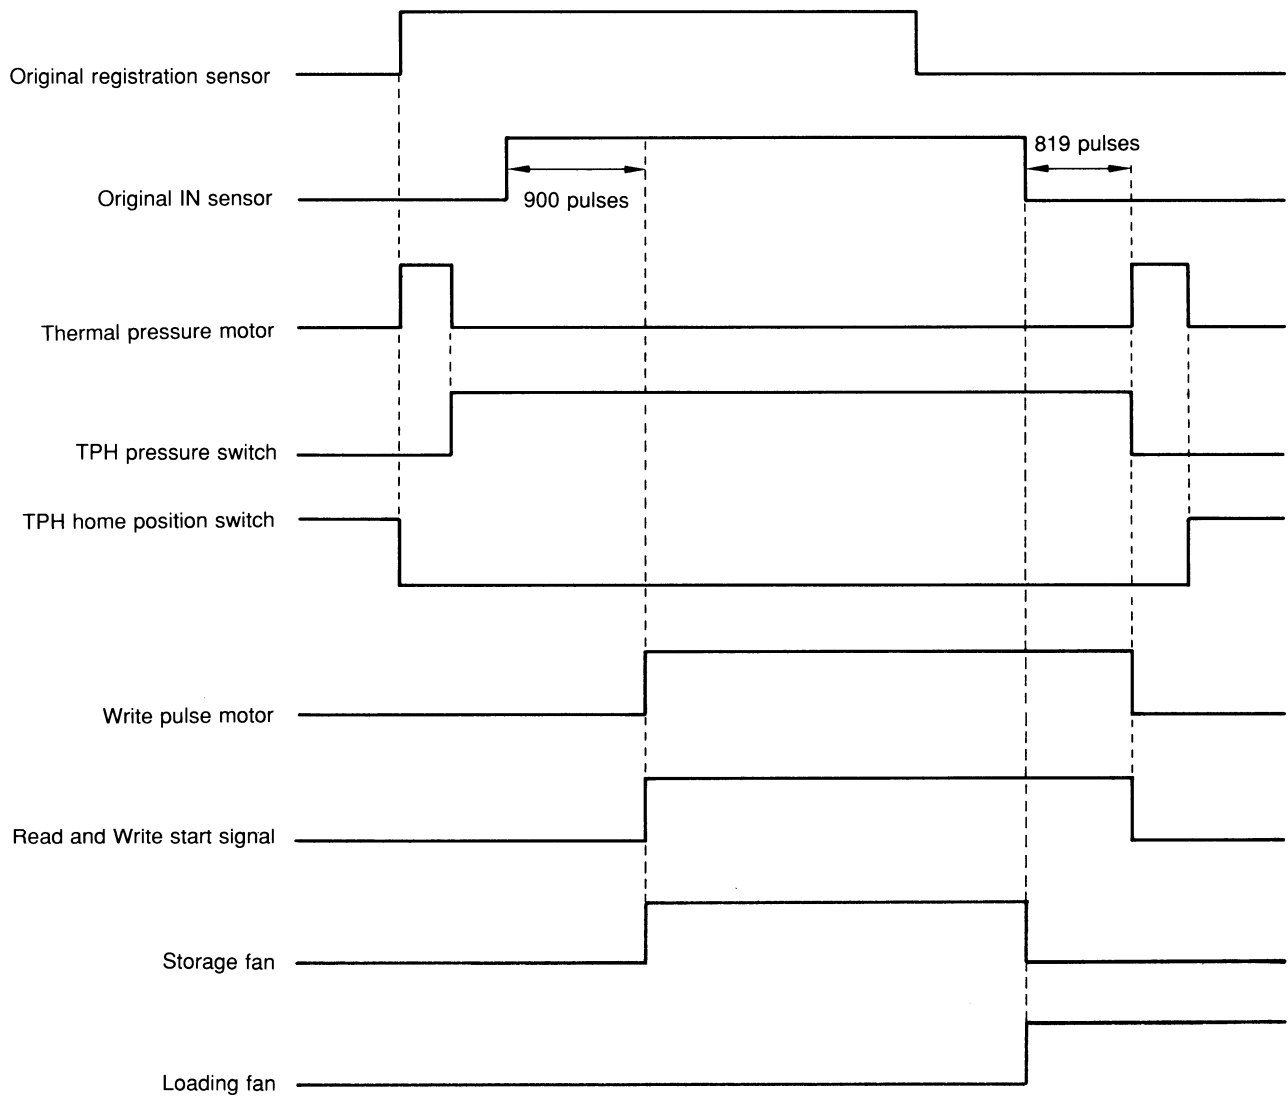 Original registration sensor
819 pulses
Original IN sensor
900 pulses
Thermal pressure motor
TPH pressure switch
TPH home position switch
Write pulse motor
Read and Write start signal
Storage fan
Loading fan